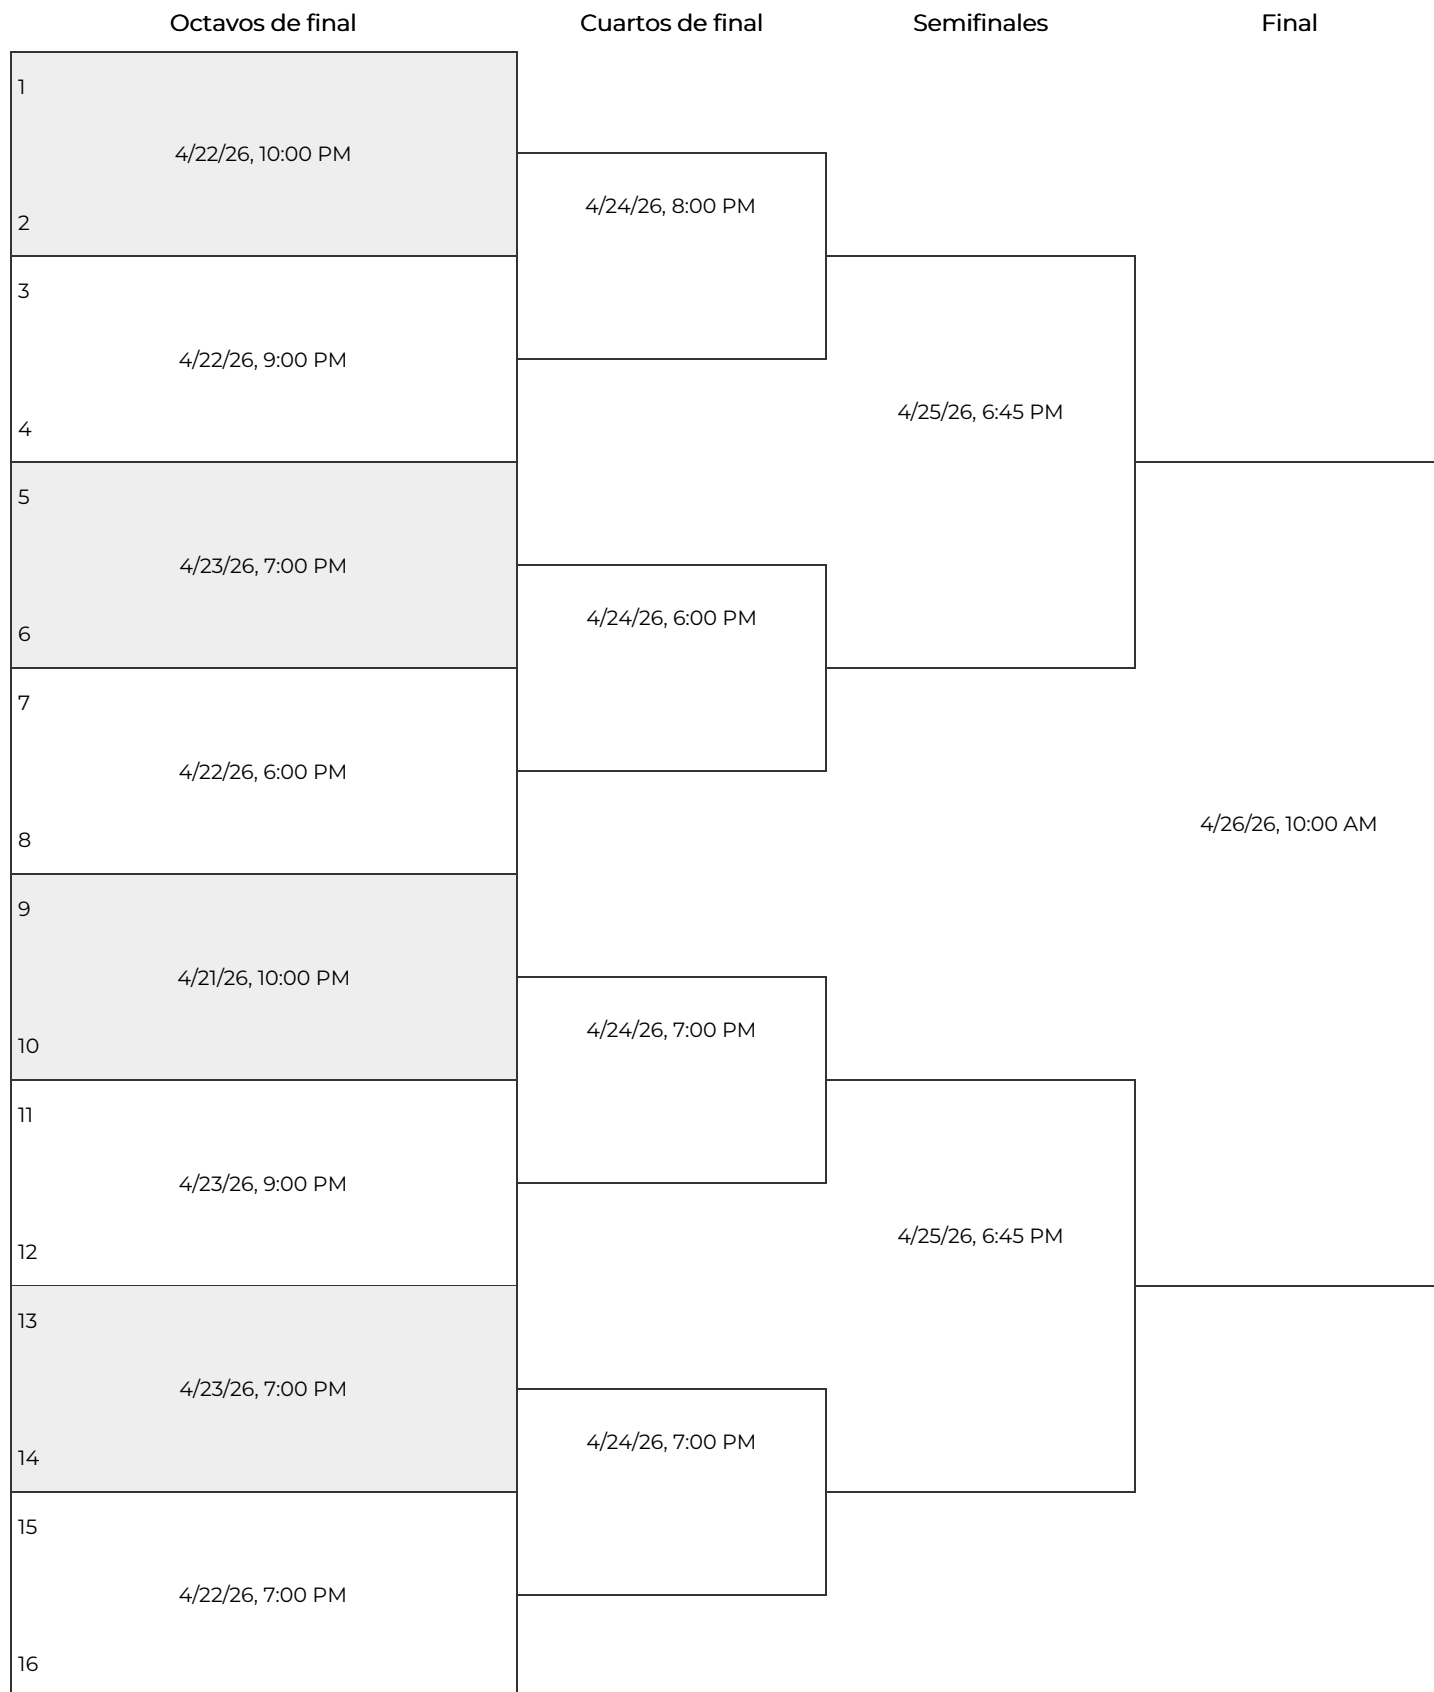 Octavos de final
Cuartos de final
Semifinales
Final
1
4/22/26, 10:00 PM
2
3
4/22/26, 9:00 PM
4
5
4/23/26, 7:00 PM
6
7
4/22/26, 6:00 PM
8
9
4/21/26, 10:00 PM
10
11
4/23/26, 9:00 PM
12
13
4/23/26, 7:00 PM
14
15
4/22/26, 7:00 PM
16
4/24/26, 8:00 PM
4/24/26, 6:00 PM
4/24/26, 7:00 PM
4/24/26, 7:00 PM
4/25/26, 6:45 PM
4/25/26, 6:45 PM
4/26/26, 10:00 AM